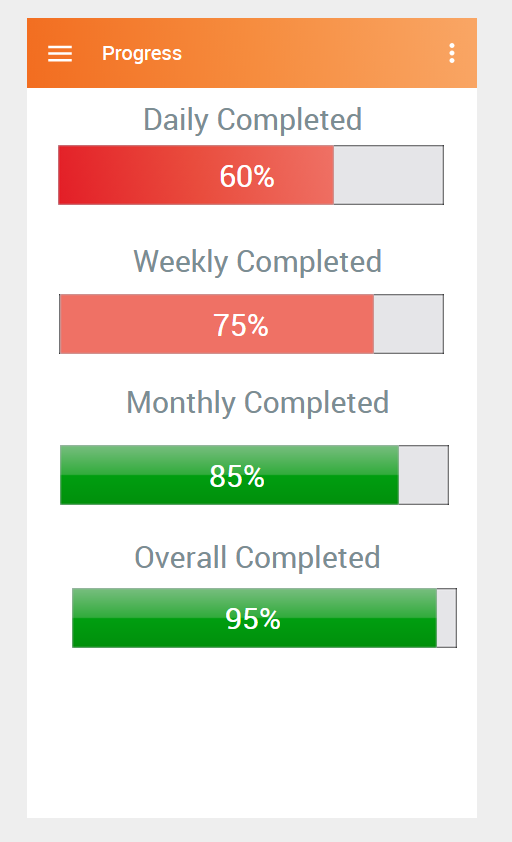 Progress
Daily Completed
60%
Weekly Completed
75%
Monthly Completed
85%
Overall Completed
95%